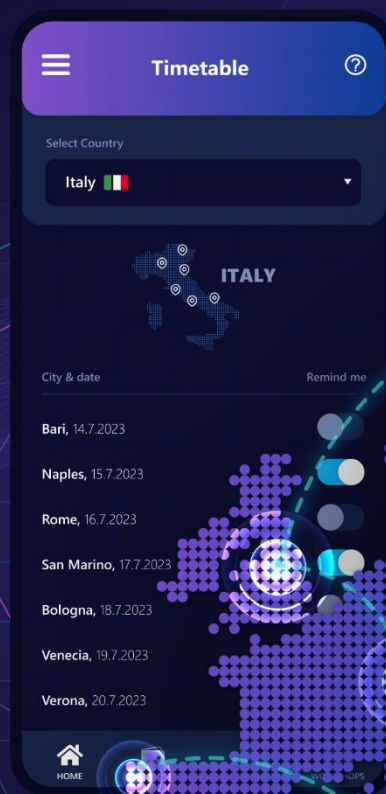 Timetable
Select Country
Italy
ITALY
City & date Remind me
Bari, 14.7.2023
Naples, 15.7.2023
Rome, 16.7.2023
San Marino, 17.7.2023
Bologna, 18.7.2023
Venecia, 19.7.2023
Verona, 20.7.2023
HOME